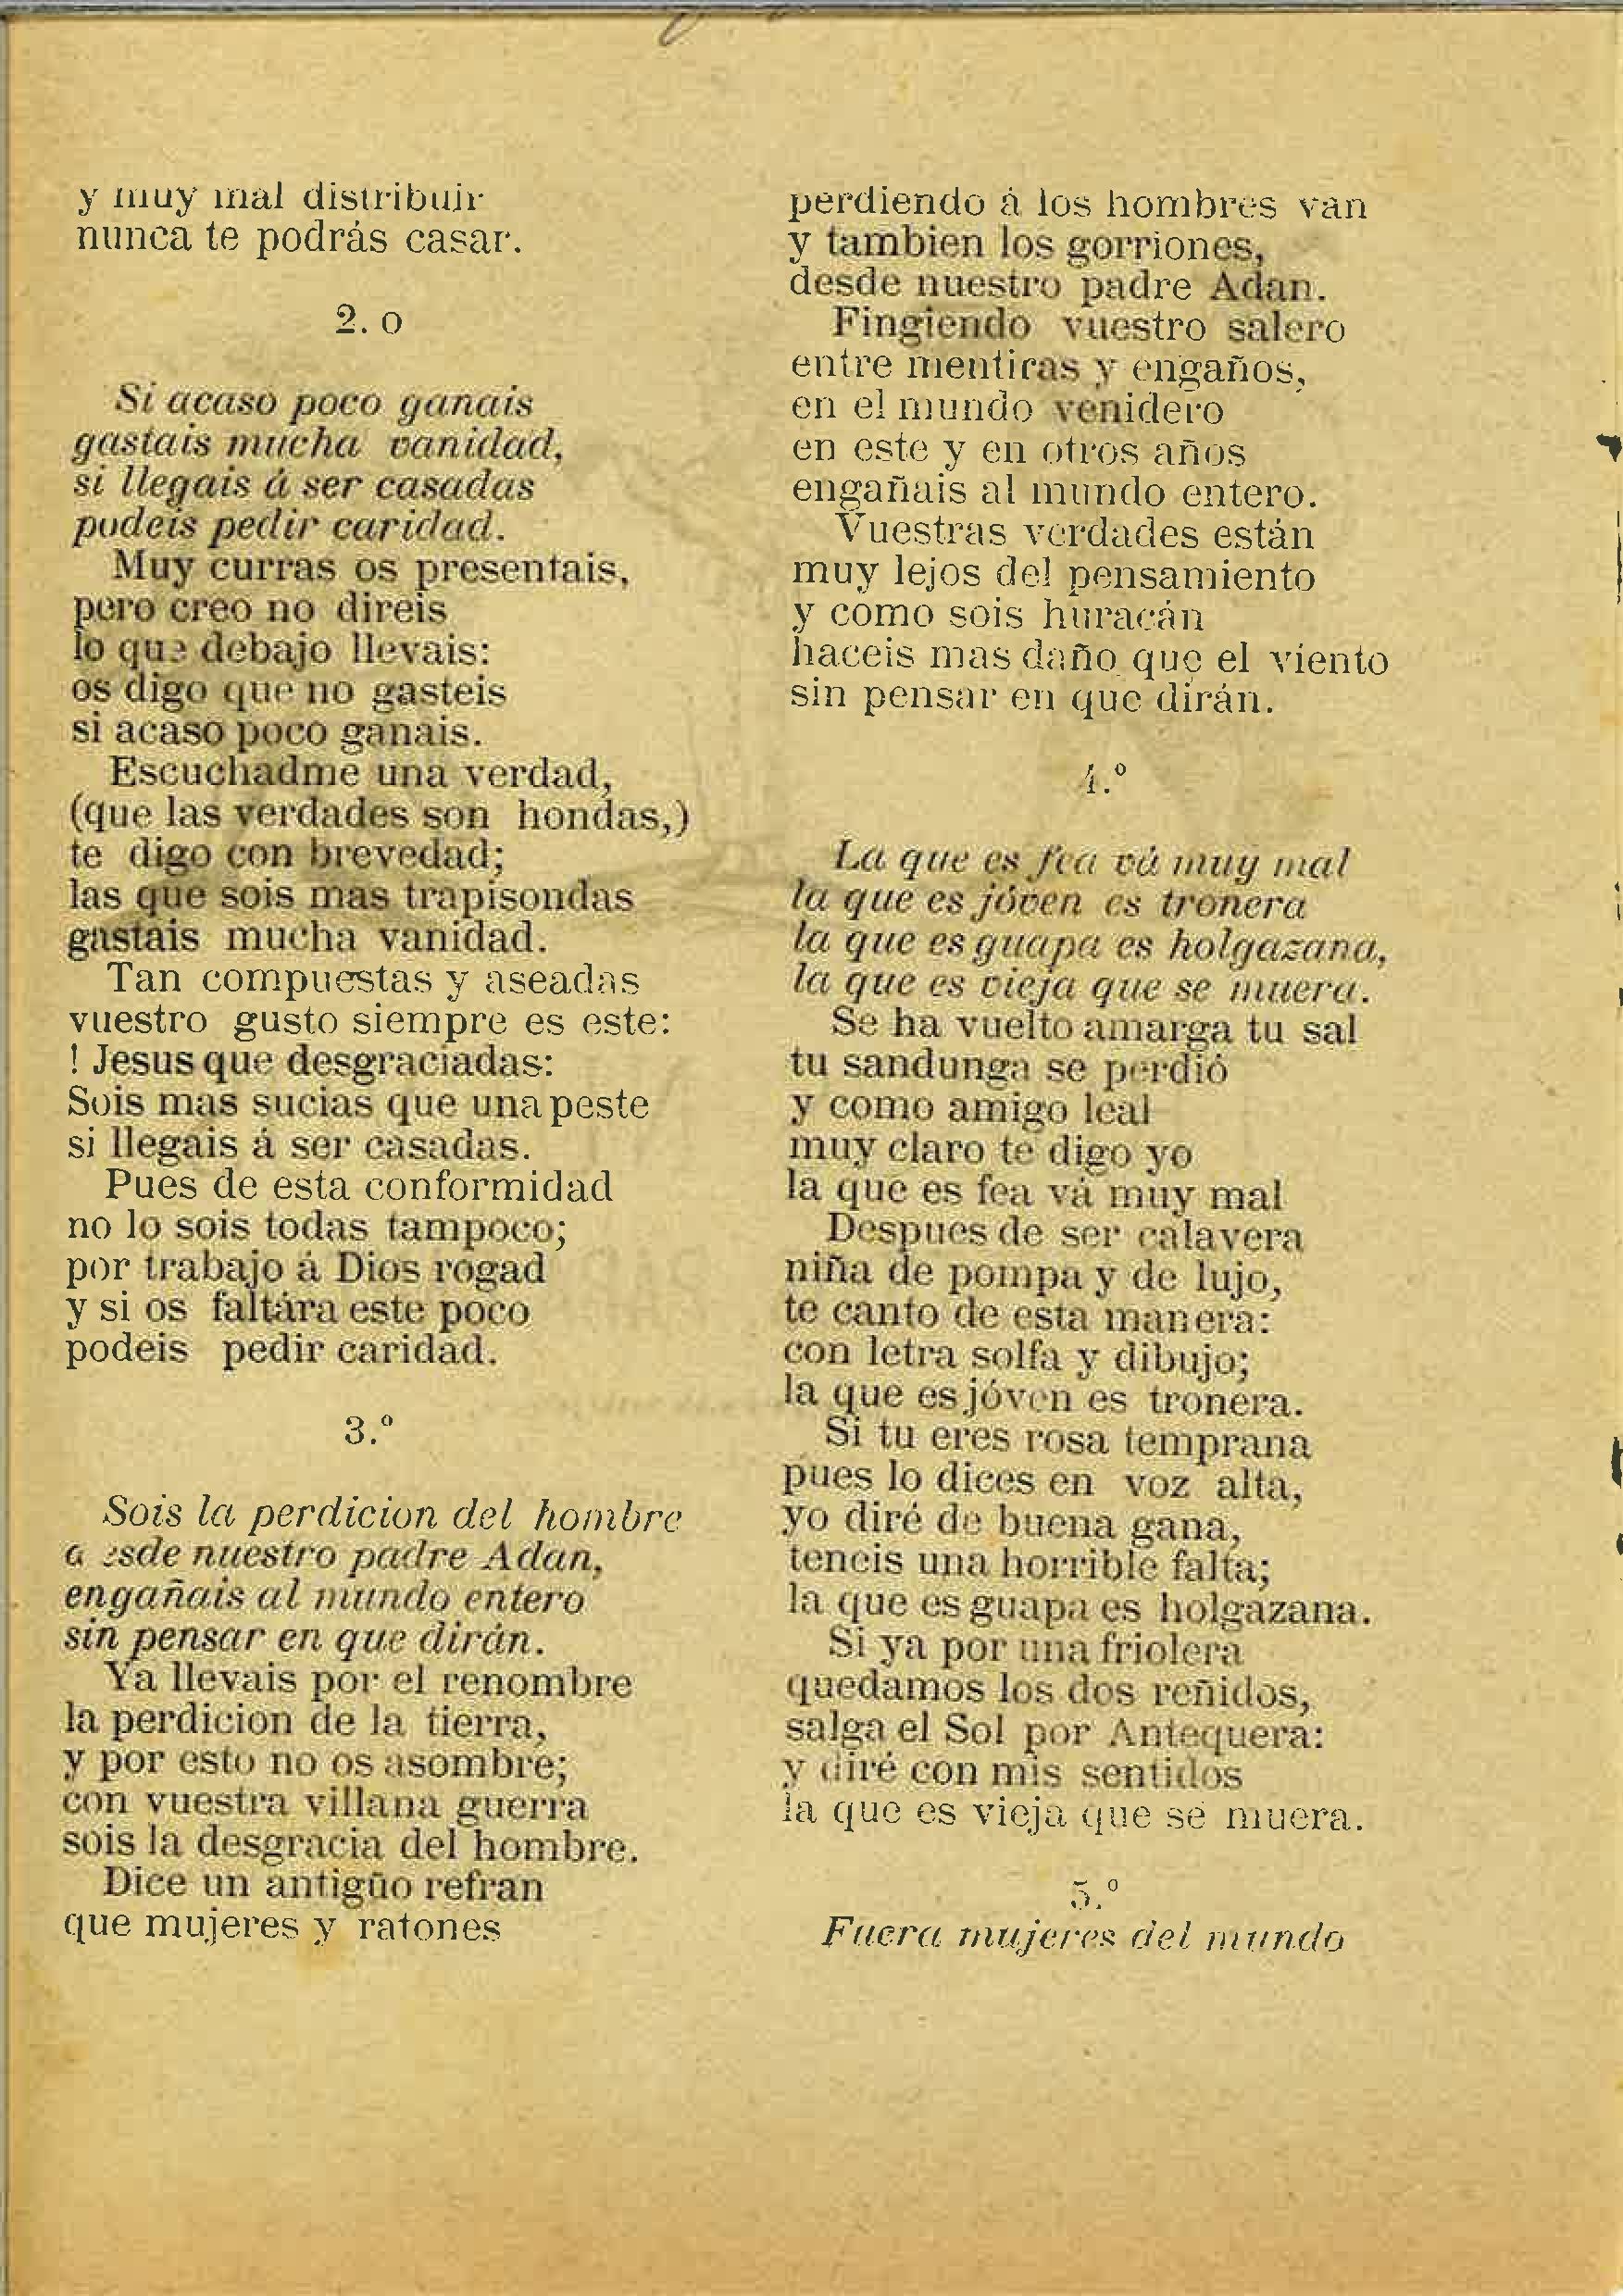 y muy mal distribuir
nunca te podrás casar.
2. o
Si acaso poco ganais
gastais mucha vanidad,
si llegais á ser casadas
podeis pedir caridad.
Muy curras os presentais,
pero creo no direis
lo que debajo llevais:
os digo que no gasteis
si acaso poco ganais.
Escuchadme una verdad,
(que las verdades son hondas,)
te digo con brevedad;
las que sois mas trapisondas
gastais mucha vanidad.
Tan compuestas y aseadas
vuestro gusto siempre es este:
! Jesus que desgraciadas:
Sois mas sucias que una peste
si llegais á ser casadas.
Pues de esta conformidad
no lo sois todas tampoco;
por trabajo á Dios rogad
y si os faltára este poco
podeis pedir caridad.
3.º
Sois la perdicion del hombre
desde nuestro padre Adan,
engañais al mundo entero
sin pensar en que dirán.
Ya llevais por el renombre
la perdicion de la tierra,
y por esto no os asombre;
con vuestra villana guerra
sois la desgracia del hombre.
Dice un antigüo refran
que mujeres y ratones
perdiendo á los hombres van
y tambien los gorriones,
desde nuestro padre Adan.
Fingiendo vuestro salero
entre mentiras y engaños,
en el mundo venidero
en este y en otros años
engañais al mundo entero.
Vuestras verdades están
muy lejos del pensamiento
y como sois huracán
haceis mas daño que el viento
sin pensar en que dirán.
4.º
La que es fea vá muy mal
la que es jóven es tronera
la que es guapa es holgazana,
la que es vieja que se muera.
Se ha vuelto amarga tu sal
tu sandunga se perdió
y como amigo leal
muy claro te digo yo
la que es fea vá muy mal
Despues de ser calavera
niña de pompa y de lujo,
te canto de esta manera:
con letra solfa y dibujo;
la que es jóven es tronera.
Si tu eres rosa temprana
pues lo dices en voz alta,
yo diré de buena gana,
teneis una horrible falta;
la que es guapa es holgazana.
Si ya por una friolera
quedamos los dos reñidos,
salga el Sol por Antequera:
y diré con mis sentidos
la que es vieja que se muera.
5.º
Fuera mujeres del mundo